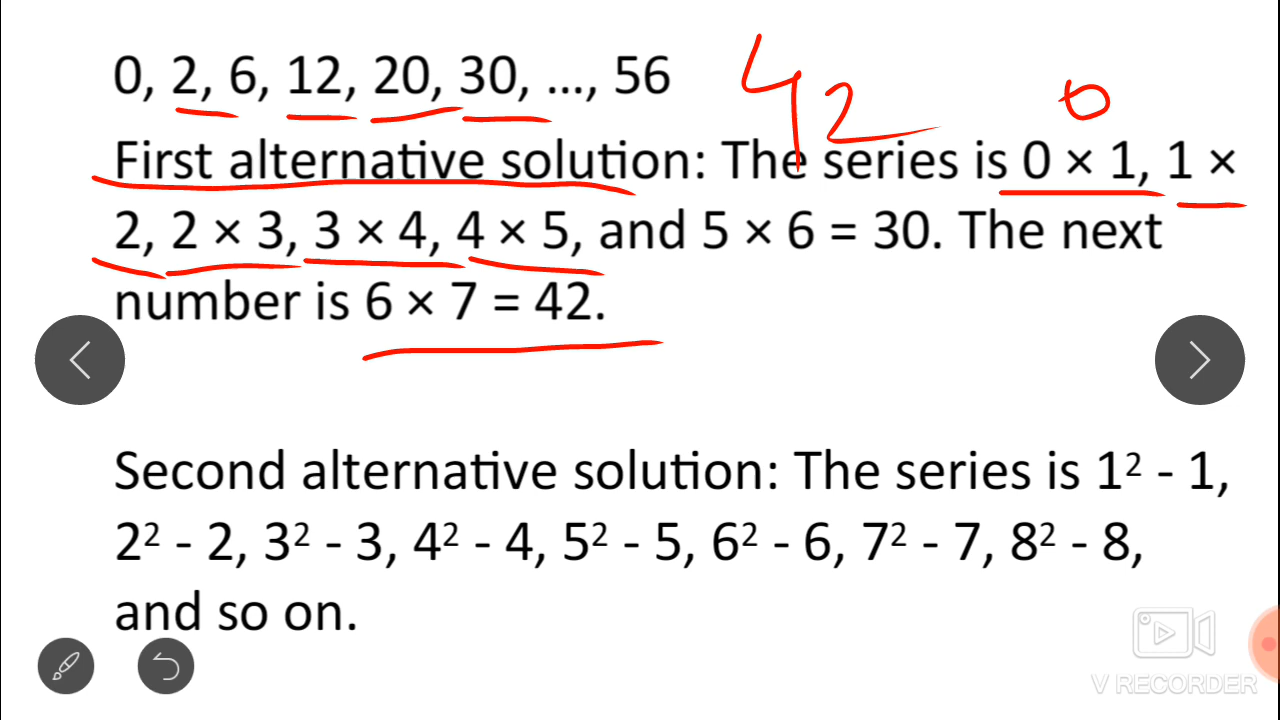 0, 2, 6, 12, 20, 30, ..., 56
42
0
First alternative solution: The series is 0 × 1, 1 ×
2, 2 × 3, 3 × 4, 4 × 5, and 5 × 6 = 30. The next
number is 6 × 7 = 42.
Second alternative solution: The series is 1² - 1,
2² - 2, 3² - 3, 4² - 4, 5² - 5, 6² - 6, 7² - 7, 8² - 8,
and so on.
V RECORDER